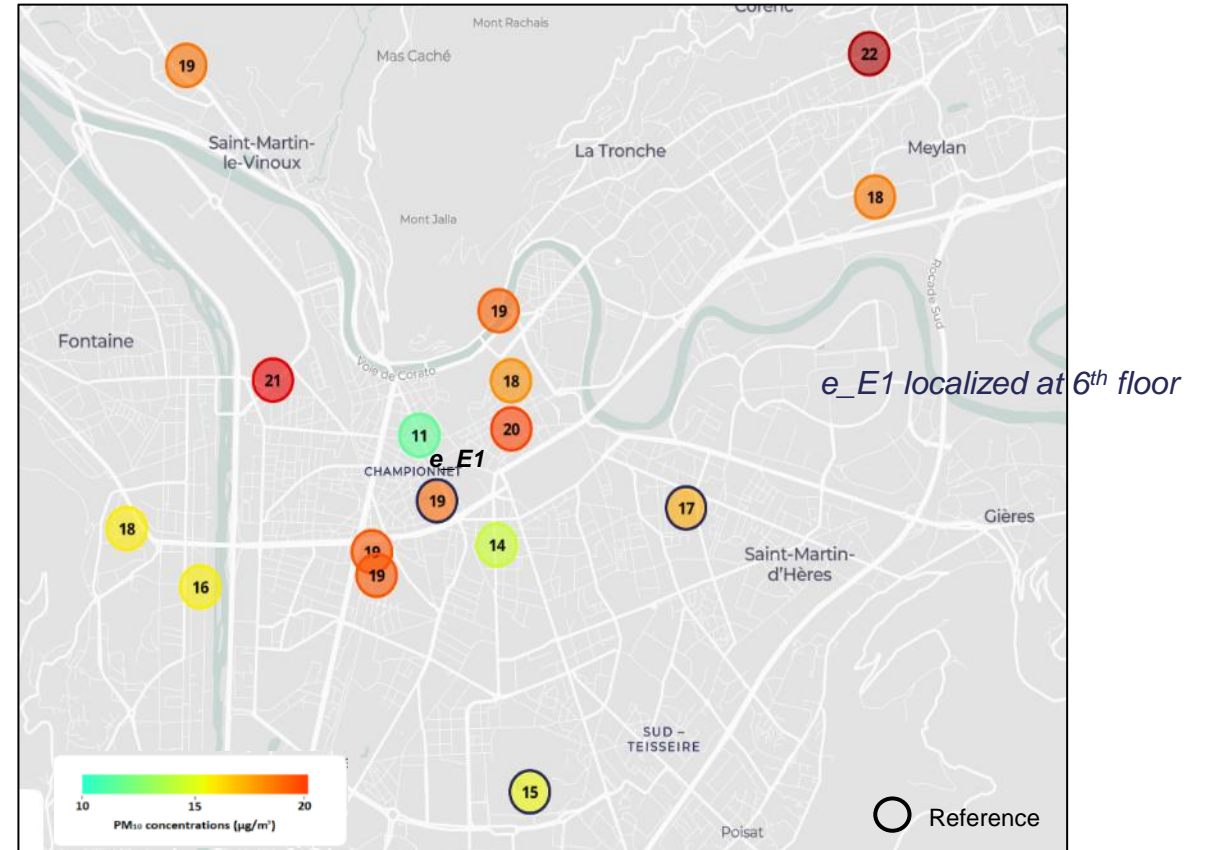 Mont Rachais
Corenc
Mas Caché
22
19
Saint-Martin-
le-Vinoux
La Tronche
Meylan
18
Mont Jalla
Rocade Sud
19
Fontaine
Voie de Corato
21
18
e_E1 localized at 6th floor
11
20
e_E1
CHAMPIONNET
19
17
Gières
18
14
19
19
Saint-Martin-
d'Hères
16
SUD –
TEISSEIRE
15
10
15
20
PM10 concentrations (µg/m³)
Reference
Poisat